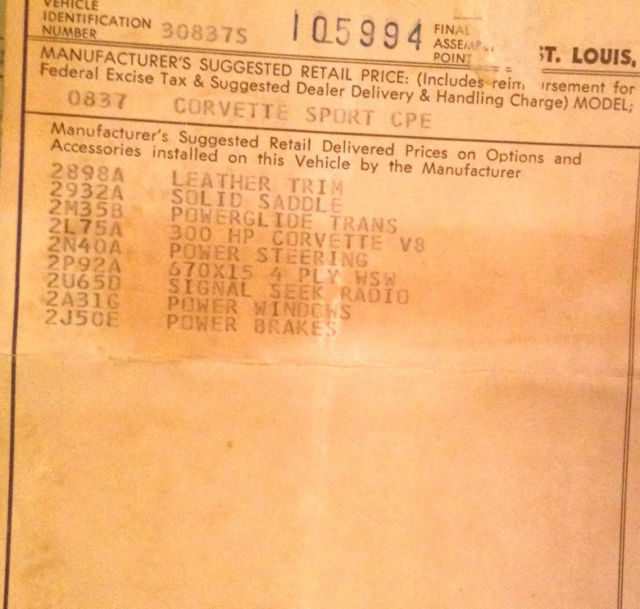 VEHICLE
IDENTIFICATION
NUMBER 30837S 105994 FINAL
POINT ST. LOUIS,
MANUFACTURER'S SUGGESTED RETAIL PRICE: (Includes
Federal Excise Tax & Suggested Dealer Delivery & Handling Charge) MODEL;
0837 CORVETTE SPORT CPE
Manufacturer's Suggested Retail Delivered Prices on Options and
Accessories installed on this Vehicle by the Manufacturer
2898A LEATHER TRIM
2932A SOLID SADDLE
2M35B POWERGLIDE TRANS
2L75A 300 HP CORVETTE V8
2N40A POWER STEERING
2P92A 670X15 4 PLY WSW
2U65D SIGNAL SEEK RADIO
2A31G POWER WINDOWS
2J50E POWER BRAKES